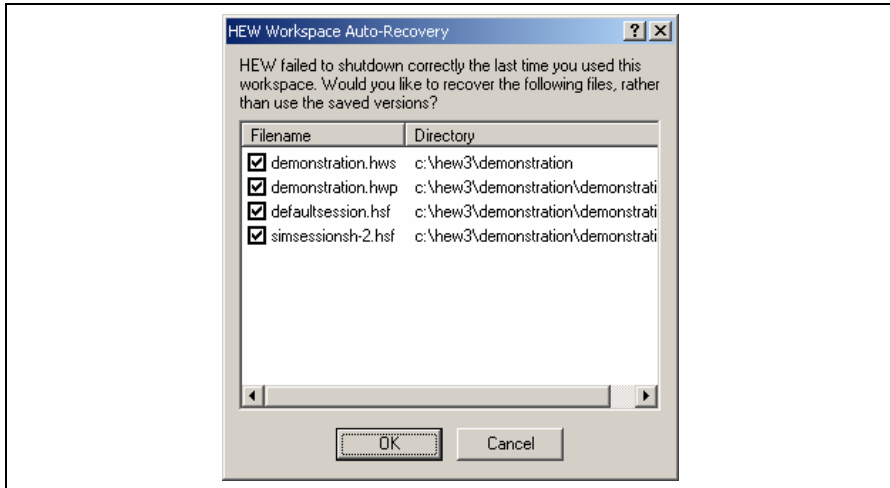 HEW Workspace Auto-Recovery
HEW failed to shutdown correctly the last time you used this
workspace. Would you like to recover the following files, rather
than use the saved versions?
Filename Directory
demonstration.hws c:\hew3\demonstration
demonstration.hwp c:\hew3\demonstration\demonstrati
defaultsession.hsf c:\hew3\demonstration\demonstrati
simsessionsh-2.hsf c:\hew3\demonstration\demonstrati
OK Cancel